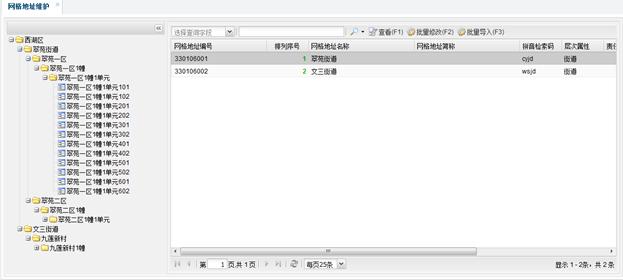 网格地址维护
选择查询字段 查看(F1) 批量修改(F2) 批量导入(F3)
西湖区
翠苑街道
翠苑一区
翠苑一区1幢
翠苑一区1幢1单元
翠苑一区1幢1单元101
翠苑一区1幢1单元102
翠苑一区1幢1单元201
翠苑一区1幢1单元202
翠苑一区1幢1单元301
翠苑一区1幢1单元302
翠苑一区1幢1单元401
翠苑一区1幢1单元402
翠苑一区1幢1单元501
翠苑一区1幢1单元502
翠苑一区1幢1单元601
翠苑一区1幢1单元602
翠苑二区
翠苑二区1幢
翠苑二区1幢1单元
文三街道
九莲新村
九莲新村1幢
网格地址编号 排列序号 网格地址名称 网格地址简称 拼音检索码 层次属性 责任
330106001 1 翠苑街道 cyjd 街道
330106002 2 文三街道 wsjd 街道
第 1 页,共 1 页 每页25条 显示 1 - 2条，共 2 条